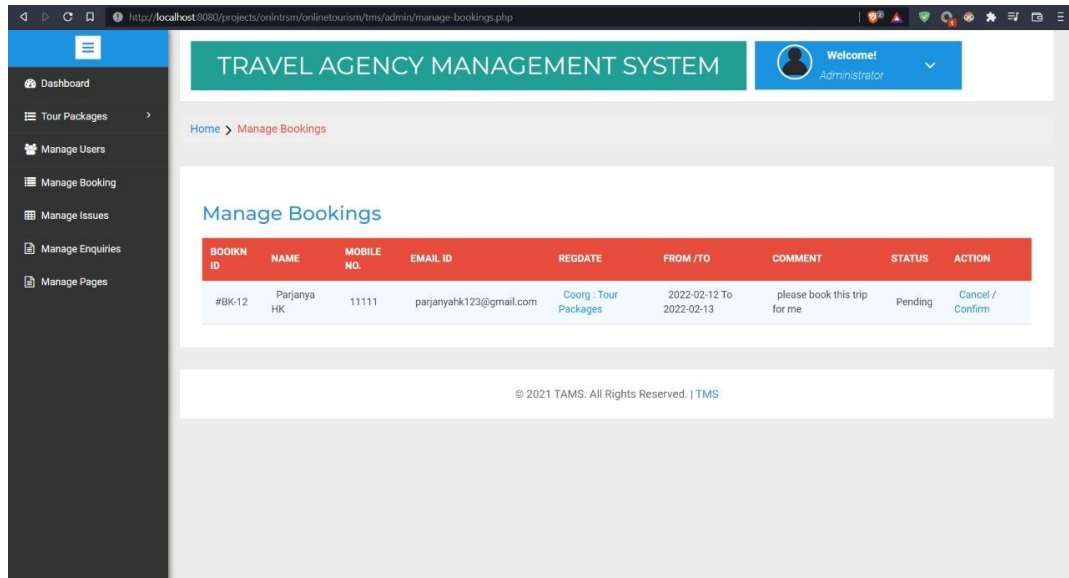 http://localhost:8080/projects/onlntrsm/onlinetourism/tms/admin/manage-bookings.php
TRAVEL AGENCY MANAGEMENT SYSTEM
Welcome!
Administrator
Dashboard
Tour Packages
Manage Users
Manage Booking
Manage Issues
Manage Enquiries
Manage Pages
Home > Manage Bookings
Manage Bookings
BOOIKN ID NAME MOBILE NO. EMAIL ID REGDATE FROM /TO COMMENT STATUS ACTION
#BK-12 Parjanya HK 11111 parjanyahk123@gmail.com Coorg : Tour Packages 2022-02-12 To 2022-02-13 please book this trip for me Pending Cancel / Confirm
© 2021 TAMS. All Rights Reserved. | TMS